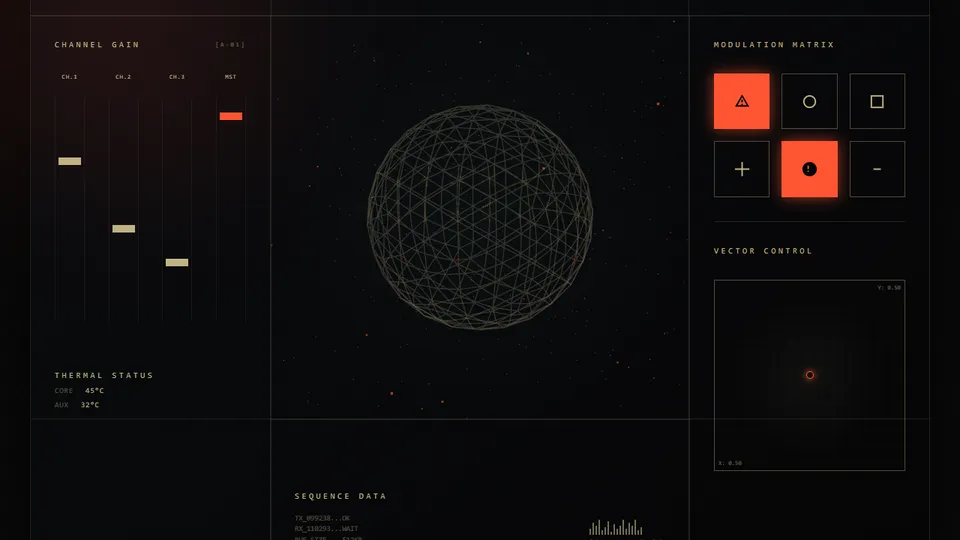 CHANNEL GAIN
[A-01]
CH.1 CH.2 CH.3 MST
THERMAL STATUS
CORE 45°C
AUX 32°C
SEQUENCE DATA
TX_099238...OK
RX_110293...WAIT
MODULATION MATRIX
VECTOR CONTROL
Y: 0.50
X: 0.50